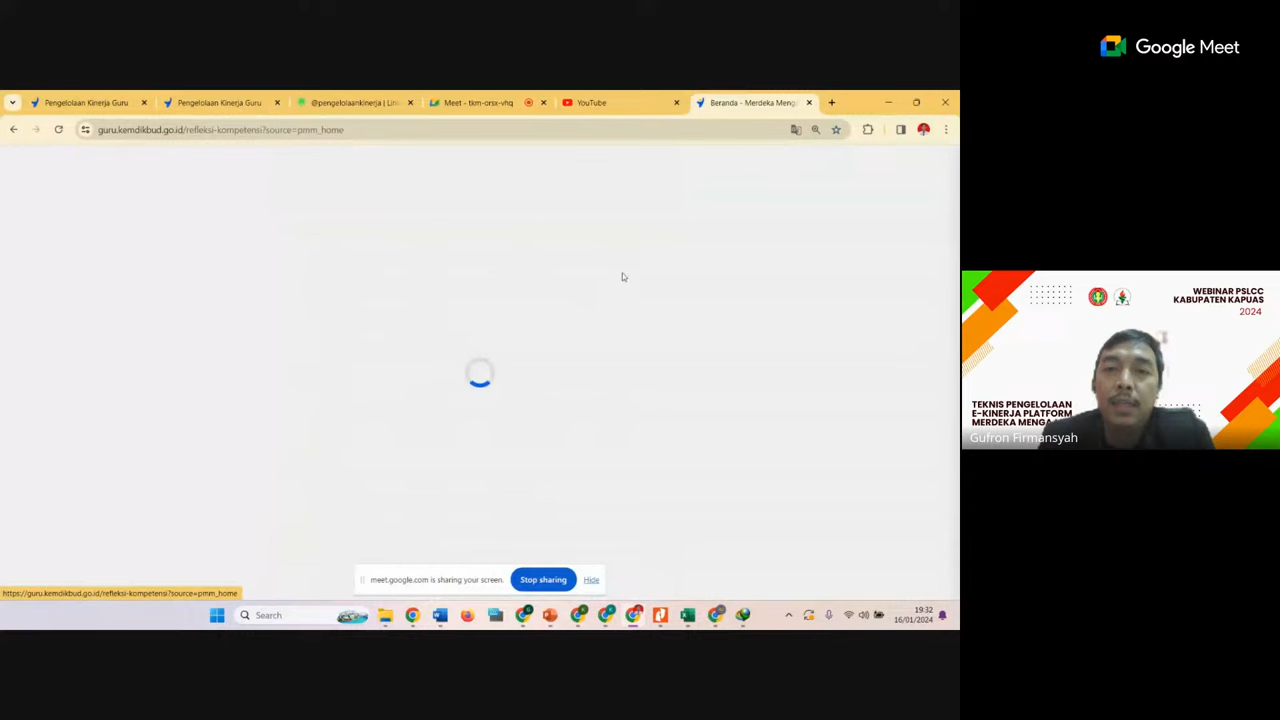 Google Meet
Pengelolaan Kinerja Guru
Pengelolaan Kinerja Guru
@pengelolaankinerja | Lin
Meet - tkm-orsx-vhq
YouTube
Beranda - Merdeka Meng
guru.kemdikbud.go.id/refleksi-kompetensi?source=pmm_home
WEBINAR PSLCC
KABUPATEN KAPUAS
2024
TEKNIS PENGELOLAAN
E-KINERJA PLATFORM
MERDEKA MENGA
Gufron Firmansyah
meet.google.com is sharing your screen.
Stop sharing
Hide
https://guru.kemdikbud.go.id/refleksi-kompetensi?source=pmm_home
Search
19:32
16/01/2024